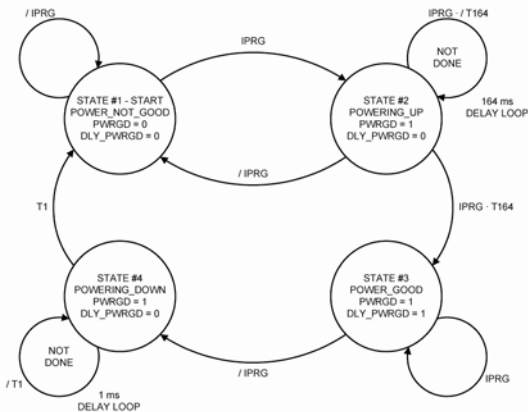 / IPRG
IPRG
IPRG · / T164
NOT
DONE
STATE #1 - START
POWER_NOT_GOOD
PWRGD = 0
DLY_PWRGD = 0
STATE #2
POWERING_UP
PWRGD = 1
DLY_PWRGD = 0
164 ms
DELAY LOOP
/ IPRG
T1
IPRG · T164
STATE #4
POWERING_DOWN
PWRGD = 1
DLY_PWRGD = 0
STATE #3
POWER_GOOD
PWRGD = 1
DLY_PWRGD = 1
NOT
DONE
/ T1
1 ms
DELAY LOOP
/ IPRG
IPRG